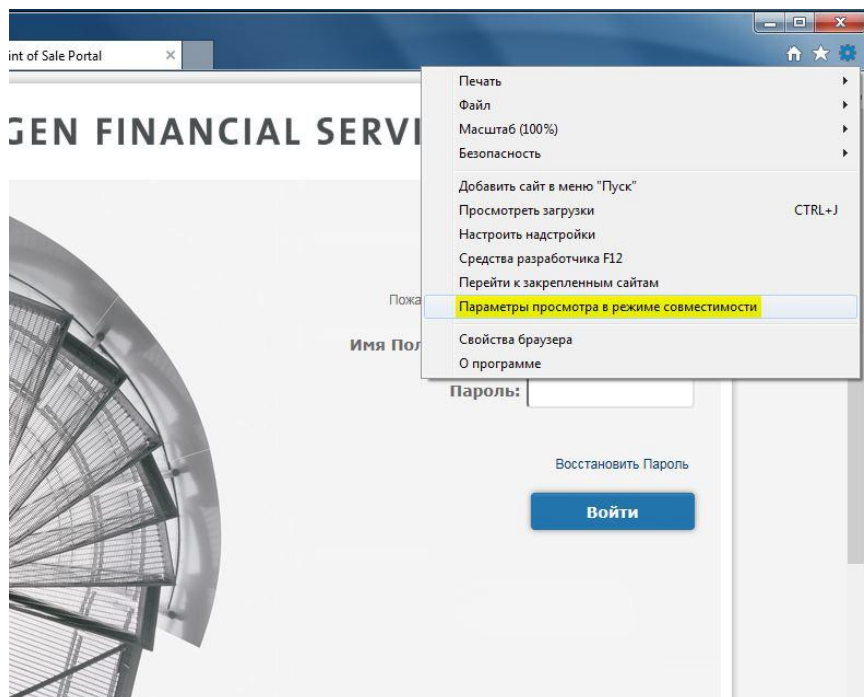 int of Sale Portal
GEN FINANCIAL SERVI
Печать
Файл
Масштаб (100%)
Безопасность
Добавить сайт в меню "Пуск"
Просмотреть загрузки CTRL+J
Настроить надстройки
Средства разработчика F12
Перейти к закрепленным сайтам
Параметры просмотра в режиме совместимости
Свойства браузера
О программе
Пожа
Имя Пол
Пароль:
Восстановить Пароль
Войти